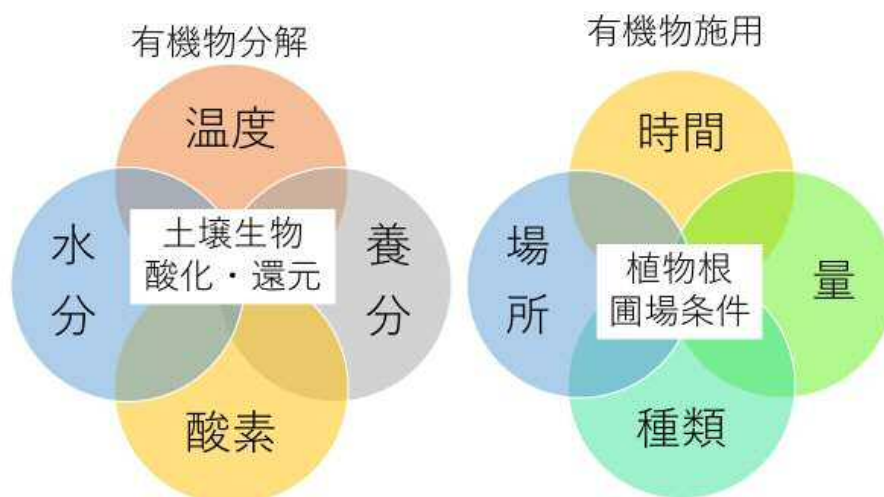 有機物分解
温度
水分
土壌生物
酸化・還元
養分
酸素
有機物施用
時間
場所
植物根
圃場条件
量
種類